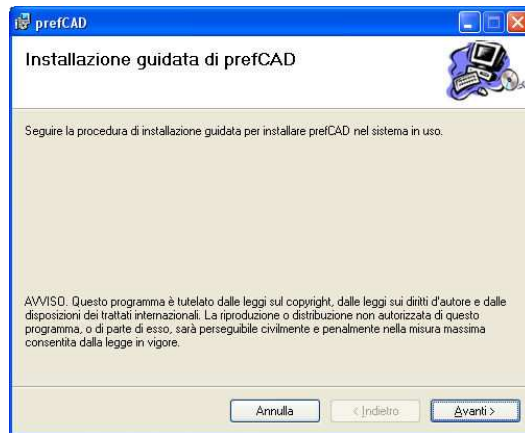 prefCAD
Installazione guidata di prefCAD
Seguire la procedura di installazione guidata per installare prefCAD nel sistema in uso.
AVVISO. Questo programma è tutelato dalle leggi sul copyright, dalle leggi sui diritti d'autore e dalle
disposizioni dei trattati internazionali. La riproduzione o distribuzione non autorizzata di questo
programma, o di parte di esso, sarà perseguibile civilmente e penalmente nella misura massima
consentita dalla legge in vigore.
Annulla
< Indietro
Avanti >